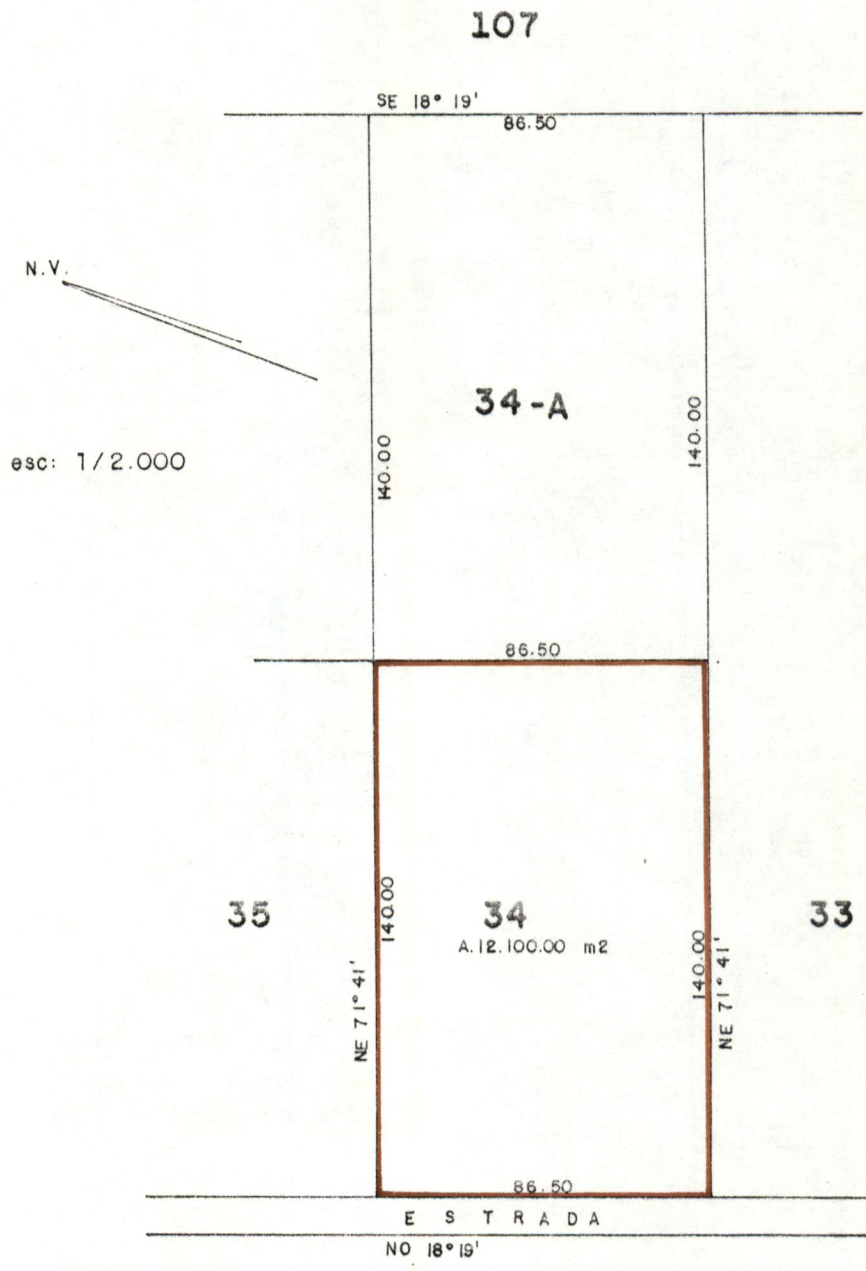 107
SE 18° 19'
86.50
N.V.
34-A
140.00
140.00
esc: 1/2.000
86.50
35
34
33
A.12.100.00 m2
140.00
140.00
NE 71° 41'
NE 71° 41'
86.50
ESTRADA
NO 18° 19'